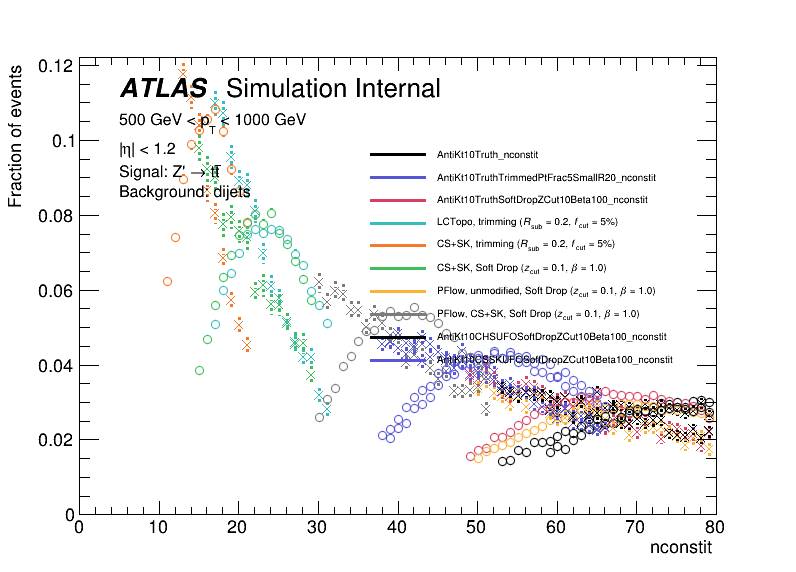 Fraction of events
0.12
0.1
0.08
0.06
0.04
0.02
0
ATLAS Simulation Internal
500 GeV < p_T < 1000 GeV
|η| < 1.2
Signal: Z' → tt̄
Background: dijets
AntiKt10Truth_nconstit
AntiKt10TruthTrimmedPtFrac5SmallR20_nconstit
AntiKt10TruthSoftDropZCut10Beta100_nconstit
LCTopo, trimming (R_sub = 0.2, f_cut = 5%)
CS+SK, trimming (R_sub = 0.2, f_cut = 5%)
CS+SK, Soft Drop (z_cut = 0.1, β = 1.0)
PFlow, unmodified, Soft Drop (z_cut = 0.1, β = 1.0)
PFlow, CS+SK, Soft Drop (z_cut = 0.1, β = 1.0)
AntiKt10CHSUFOSoftDropZCut10Beta100_nconstit
AntiKt10CSSKUFOSoftDropZCut10Beta100_nconstit
0 10 20 30 40 50 60 70 80
nconstit